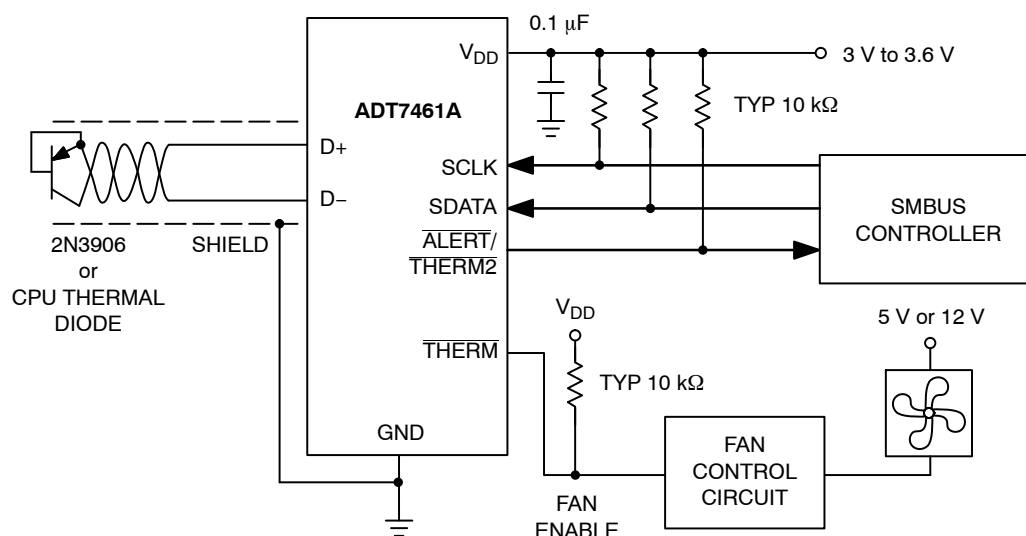 0.1 μF
V_DD
3 V to 3.6 V
ADT7461A
TYP 10 kΩ
D+
SCLK
D−
SDATA
SMBUS
CONTROLLER
ALERT/
THERM2
2N3906
or
CPU THERMAL
DIODE
SHIELD
V_DD
5 V or 12 V
THERM
TYP 10 kΩ
GND
FAN
CONTROL
CIRCUIT
FAN
ENABLE